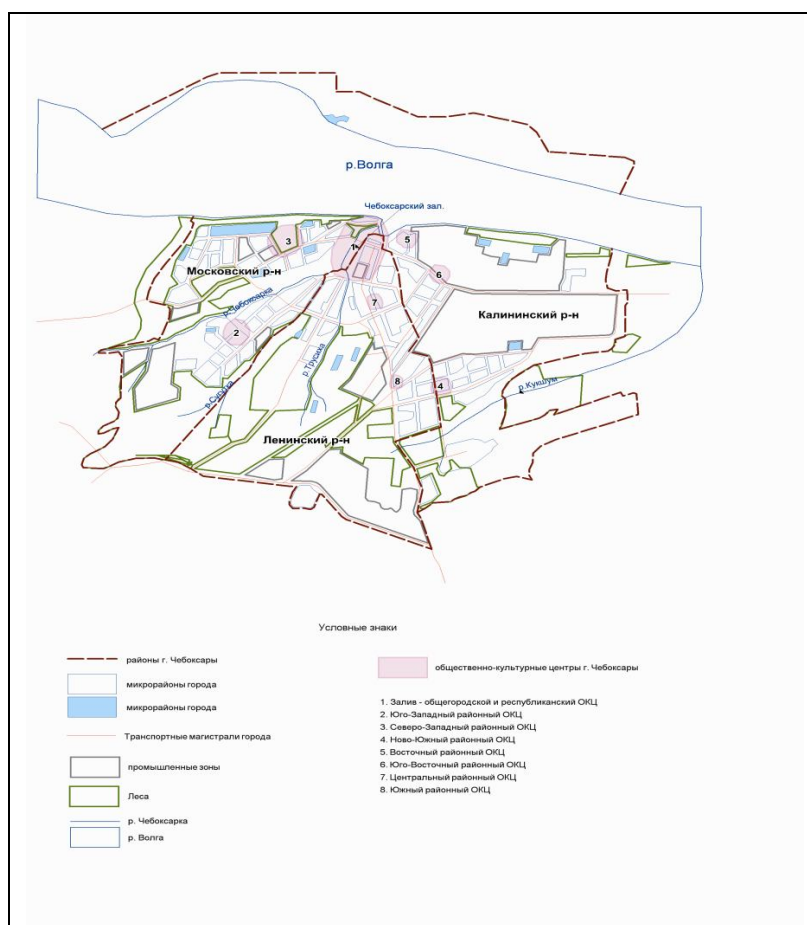 р.Волга
Чебоксарский зал.
1
5
3
6
Московский р-н
р.Чебоксарка
7
Калининский р-н
2
р.Трусиха
8
4
р.Кукшум
Ленинский р-н
Условные знаки
районы г. Чебоксары
микрорайоны города
микрорайоны города
Транспортные магистрали города
промышленные зоны
Леса
р. Чебоксарка
р. Волга
общественно-культурные центры г. Чебоксары
1. Залив - общегородской и республиканский ОКЦ
2. Юго-Западный районный ОКЦ
3. Северо-Западный районный ОКЦ
4. Ново-Южный районный ОКЦ
5. Восточный районный ОКЦ
6. Юго-Восточный районный ОКЦ
7. Центральный районный ОКЦ
8. Южный районный ОКЦ